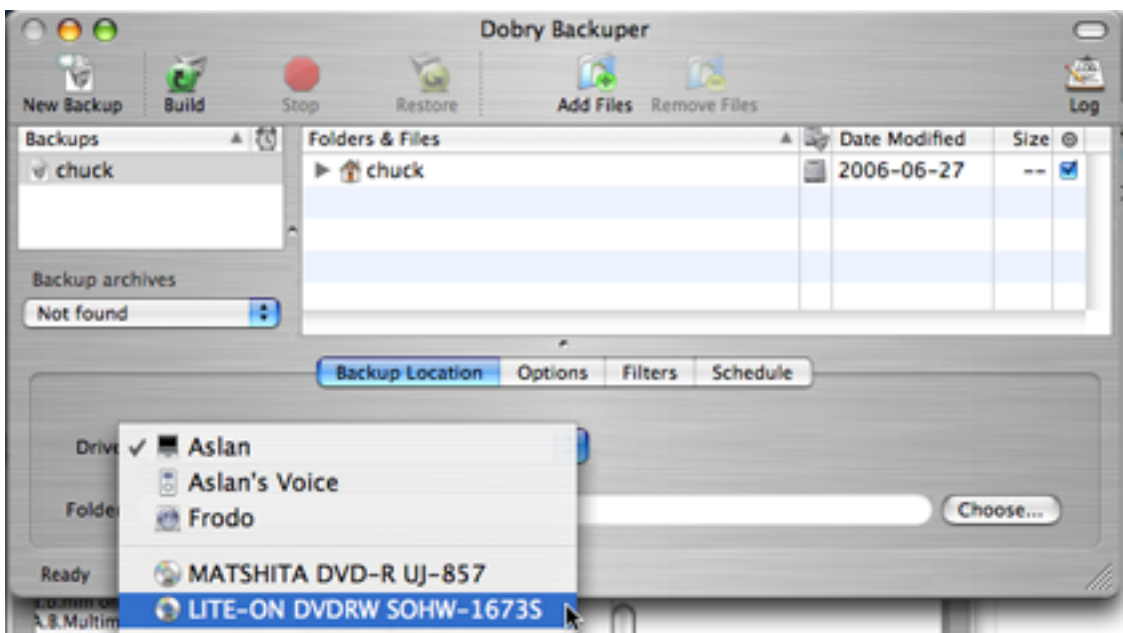 Dobry Backuper
New Backup Build Stop Restore Add Files Remove Files Log
Backups Folders & Files Date Modified Size
chuck chuck 2006-06-27 --
Backup archives
Not found
Backup Location Options Filters Schedule
Drive ✓ Aslan
Aslan's Voice
Folde Frodo Choose...
MATSHITA DVD-R UJ-857
Ready
LITE-ON DVDRW SOHW-1673S
A.B.Multim